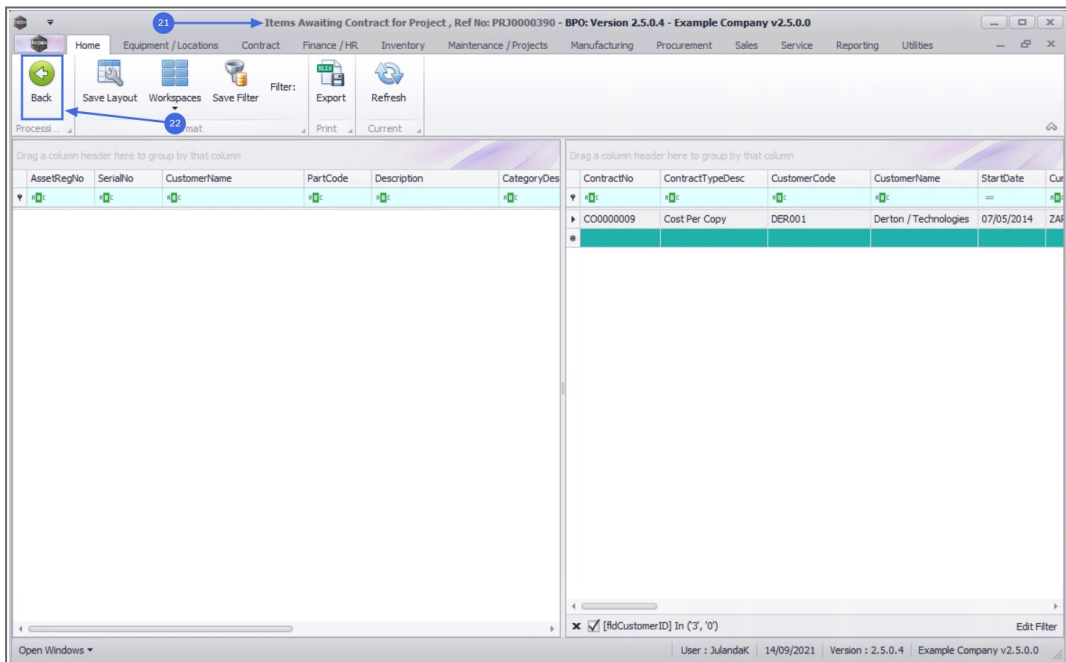 21
Items Awaiting Contract for Project , Ref No: PRJ0000390 - BPO: Version 2.5.0.4 - Example Company v2.5.0.0
Home Equipment / Locations Contract Finance / HR Inventory Maintenance / Projects Manufacturing Procurement Sales Service Reporting Utilities
Back Save Layout Workspaces Save Filter Filter: Export Refresh
22
Processi... mat Print Current
Drag a column header here to group by that column
AssetRegNo SerialNo CustomerName PartCode Description CategoryDes
Drag a column header here to group by that column
ContractNo ContractTypeDesc CustomerCode CustomerName StartDate Cur
=
CO0000009 Cost Per Copy DER001 Derton / Technologies 07/05/2014 ZAR
[fldCustomerID] In ('3', '0') Edit Filter
Open Windows User : JulandaK 14/09/2021 Version : 2.5.0.4 Example Company v2.5.0.0